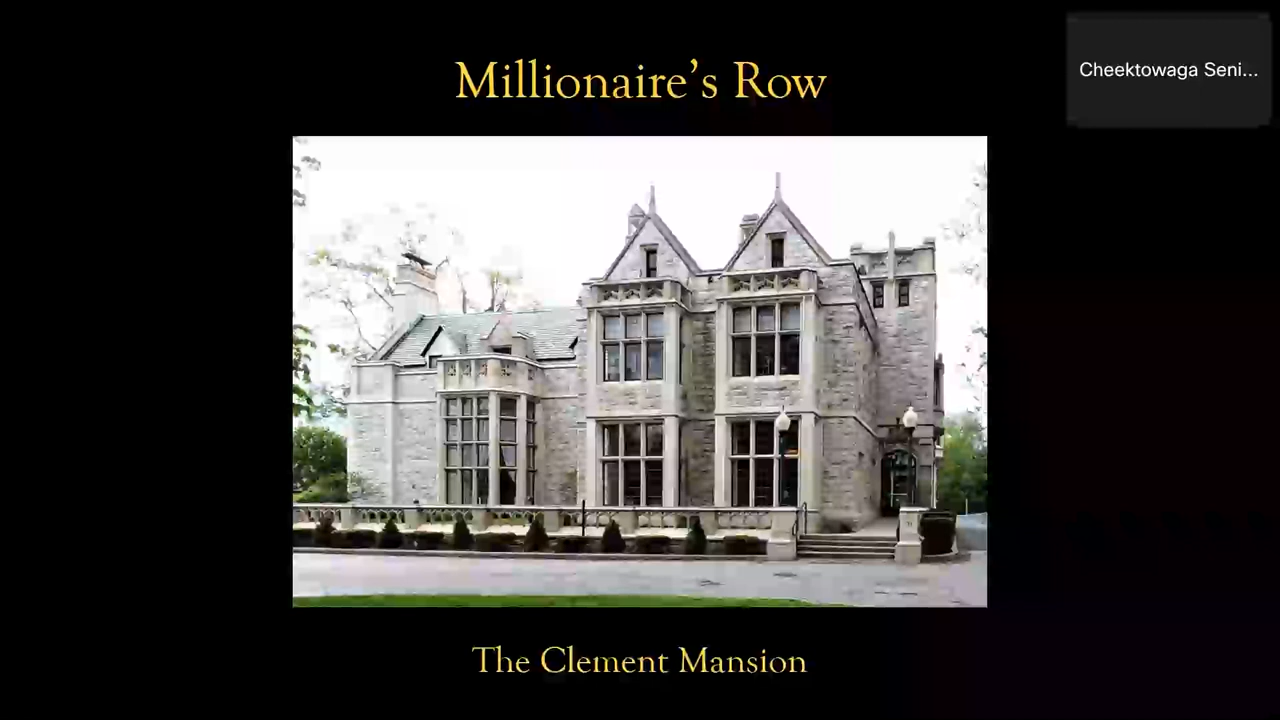 Millionaire's Row
Cheektowaga Seni...
The Clement Mansion